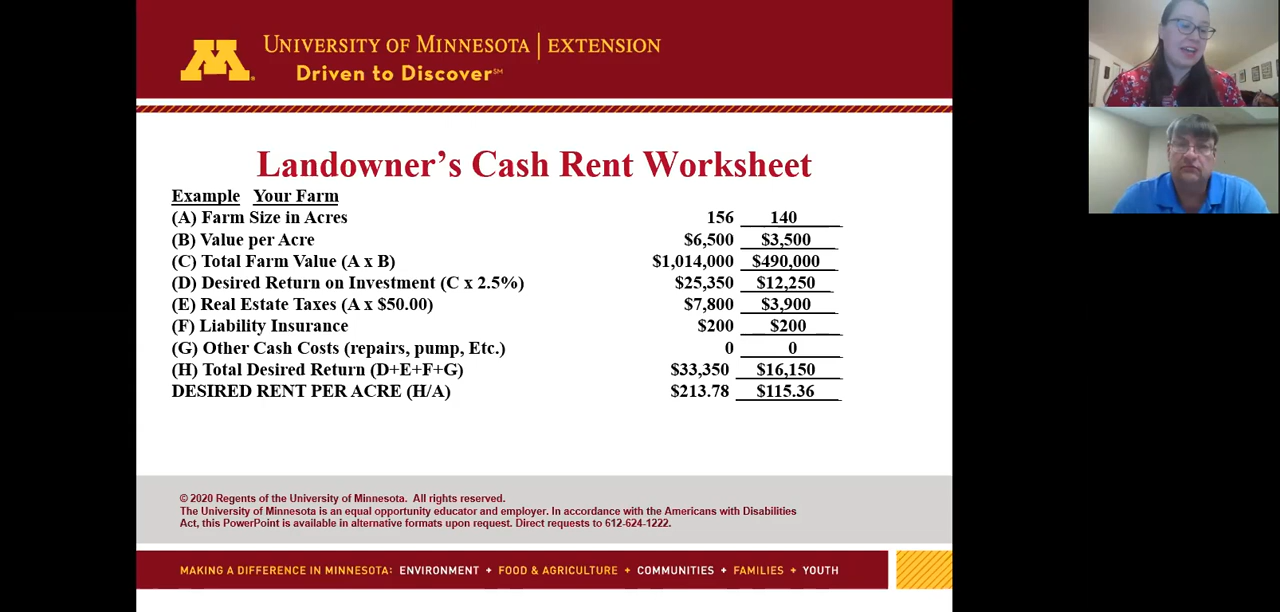 UNIVERSITY OF MINNESOTA | EXTENSION
Driven to Discover℠
Landowner's Cash Rent Worksheet
Example Your Farm
(A) Farm Size in Acres 156 140
(B) Value per Acre $6,500 $3,500
(C) Total Farm Value (A x B) $1,014,000 $490,000
(D) Desired Return on Investment (C x 2.5%) $25,350 $12,250
(E) Real Estate Taxes (A x $50.00) $7,800 $3,900
(F) Liability Insurance $200 $200
(G) Other Cash Costs (repairs, pump, Etc.) 0 0
(H) Total Desired Return (D+E+F+G) $33,350 $16,150
DESIRED RENT PER ACRE (H/A) $213.78 $115.36
© 2020 Regents of the University of Minnesota. All rights reserved.
The University of Minnesota is an equal opportunity educator and employer. In accordance with the Americans with Disabilities
Act, this PowerPoint is available in alternative formats upon request. Direct requests to 612-624-1222.
MAKING A DIFFERENCE IN MINNESOTA: ENVIRONMENT + FOOD & AGRICULTURE + COMMUNITIES + FAMILIES + YOUTH